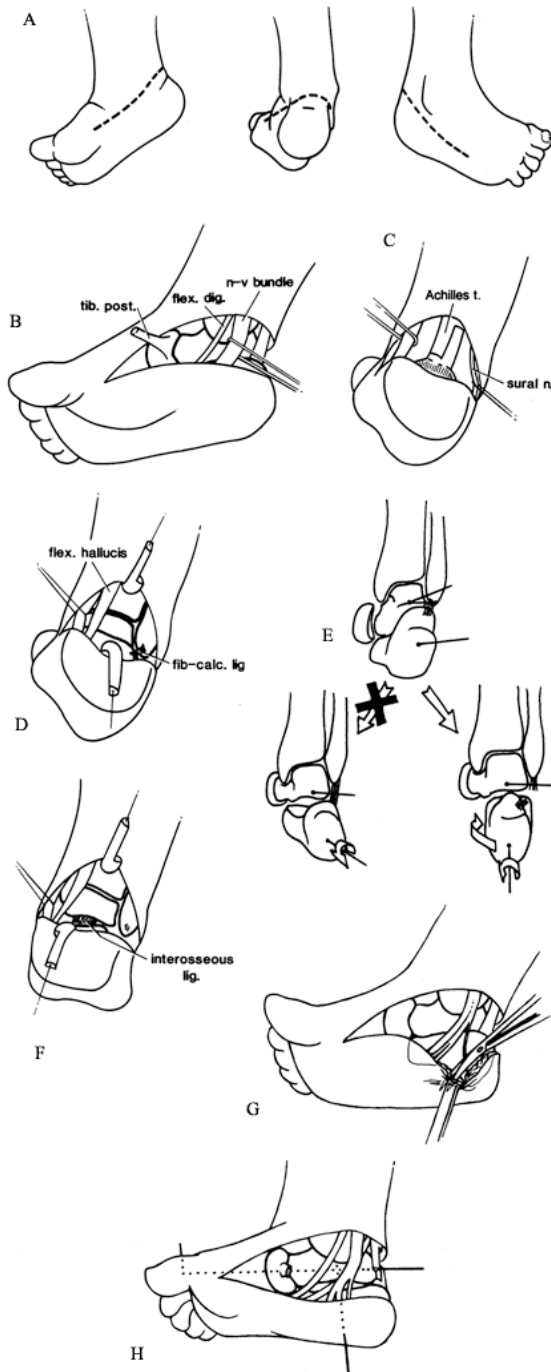 A
B
tib. post.
flex. dig.
n–v bundle
C
Achilles t.
sural n.
D
flex. hallucis
fib-calc. lig
E
F
interosseous
lig.
G
H